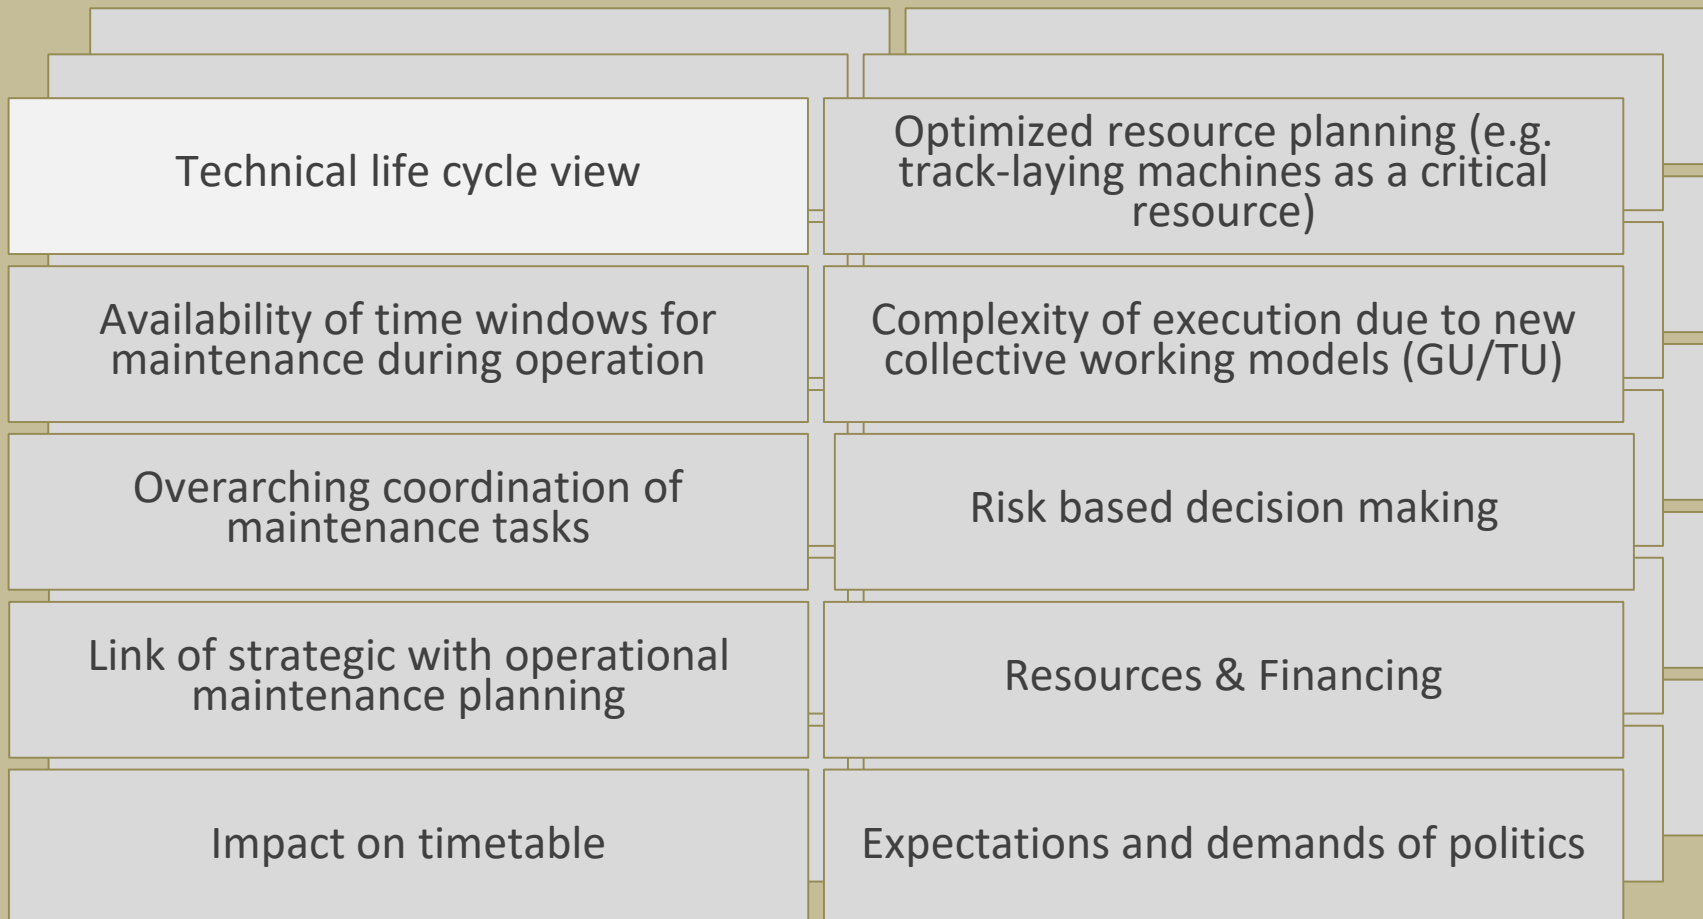 Technical life cycle view
Optimized resource planning (e.g.
track-laying machines as a critical
resource)
Availability of time windows for
maintenance during operation
Complexity of execution due to new
collective working models (GU/TU)
Overarching coordination of
maintenance tasks
Risk based decision making
Link of strategic with operational
maintenance planning
Resources & Financing
Impact on timetable
Expectations and demands of politics